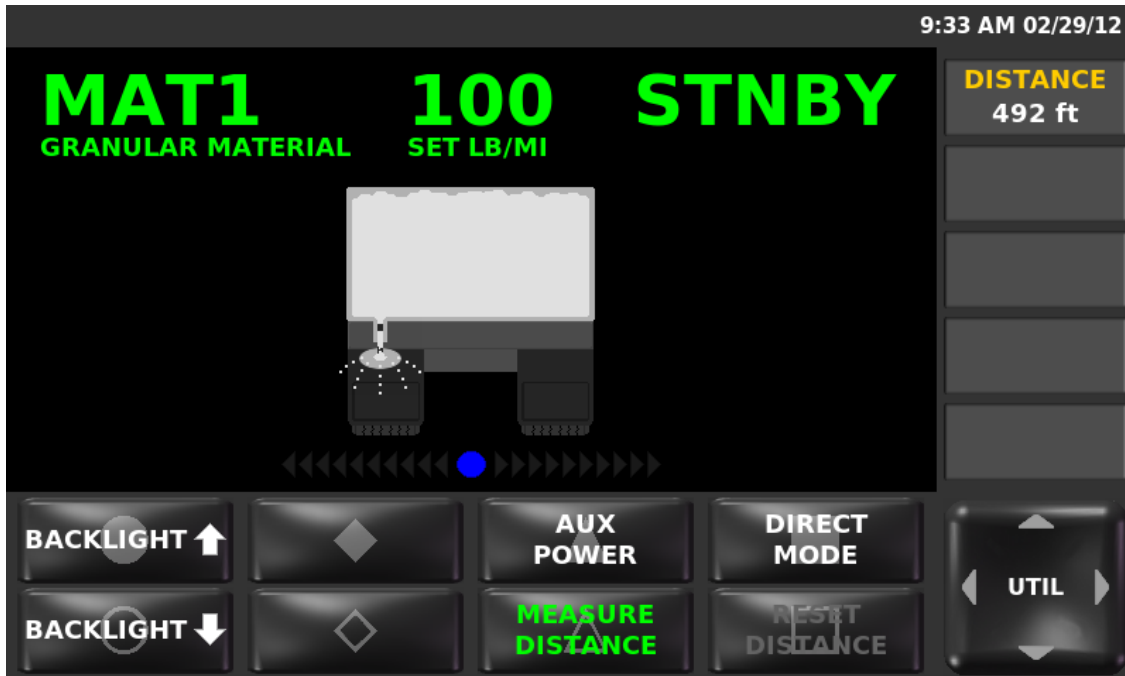 9:33 AM 02/29/12
MAT1 100 STNBY
GRANULAR MATERIAL SET LB/MI
DISTANCE
492 ft
BACKLIGHT
AUX
POWER
DIRECT
MODE
UTIL
BACKLIGHT
MEASURE
DISTANCE
RESET
DISTANCE